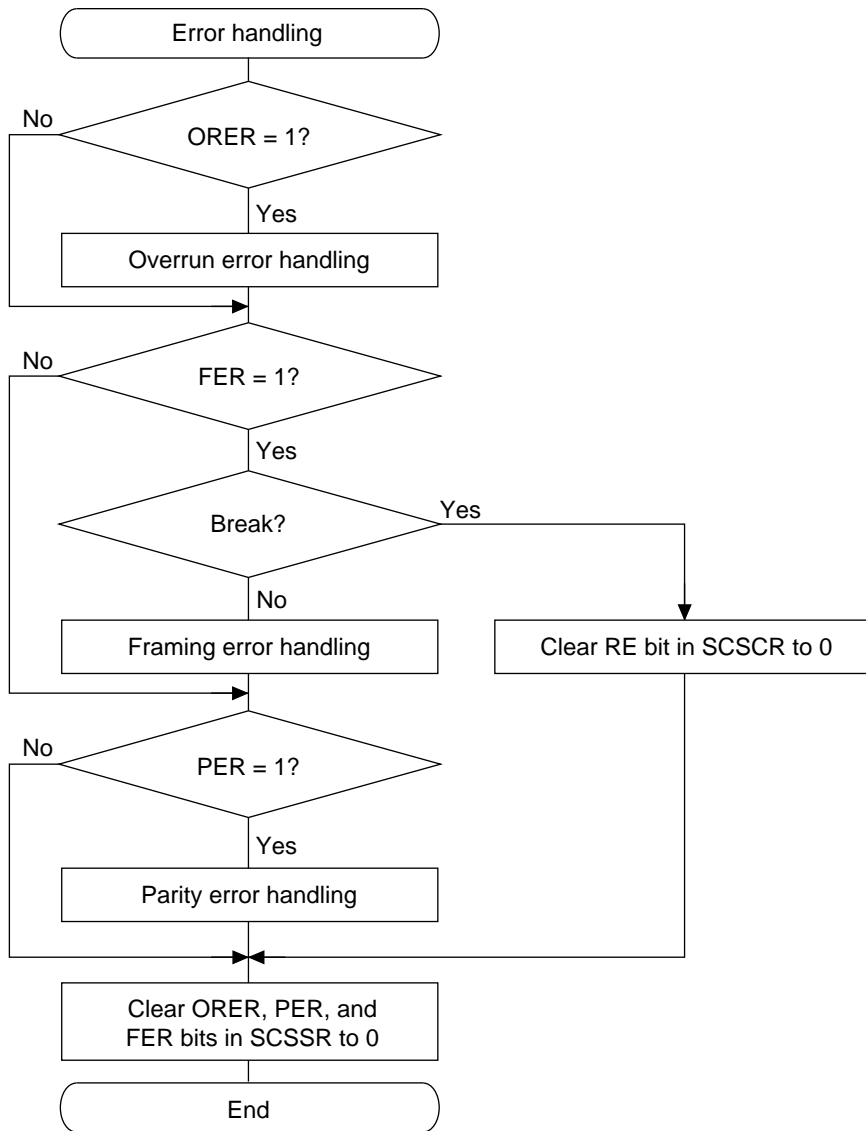 Error handling
No
ORER = 1?
Yes
Overrun error handling
No
FER = 1?
Yes
Break?
Yes
No
Framing error handling
Clear RE bit in SCSCR to 0
No
PER = 1?
Yes
Parity error handling
Clear ORER, PER, and
FER bits in SCSSR to 0
End